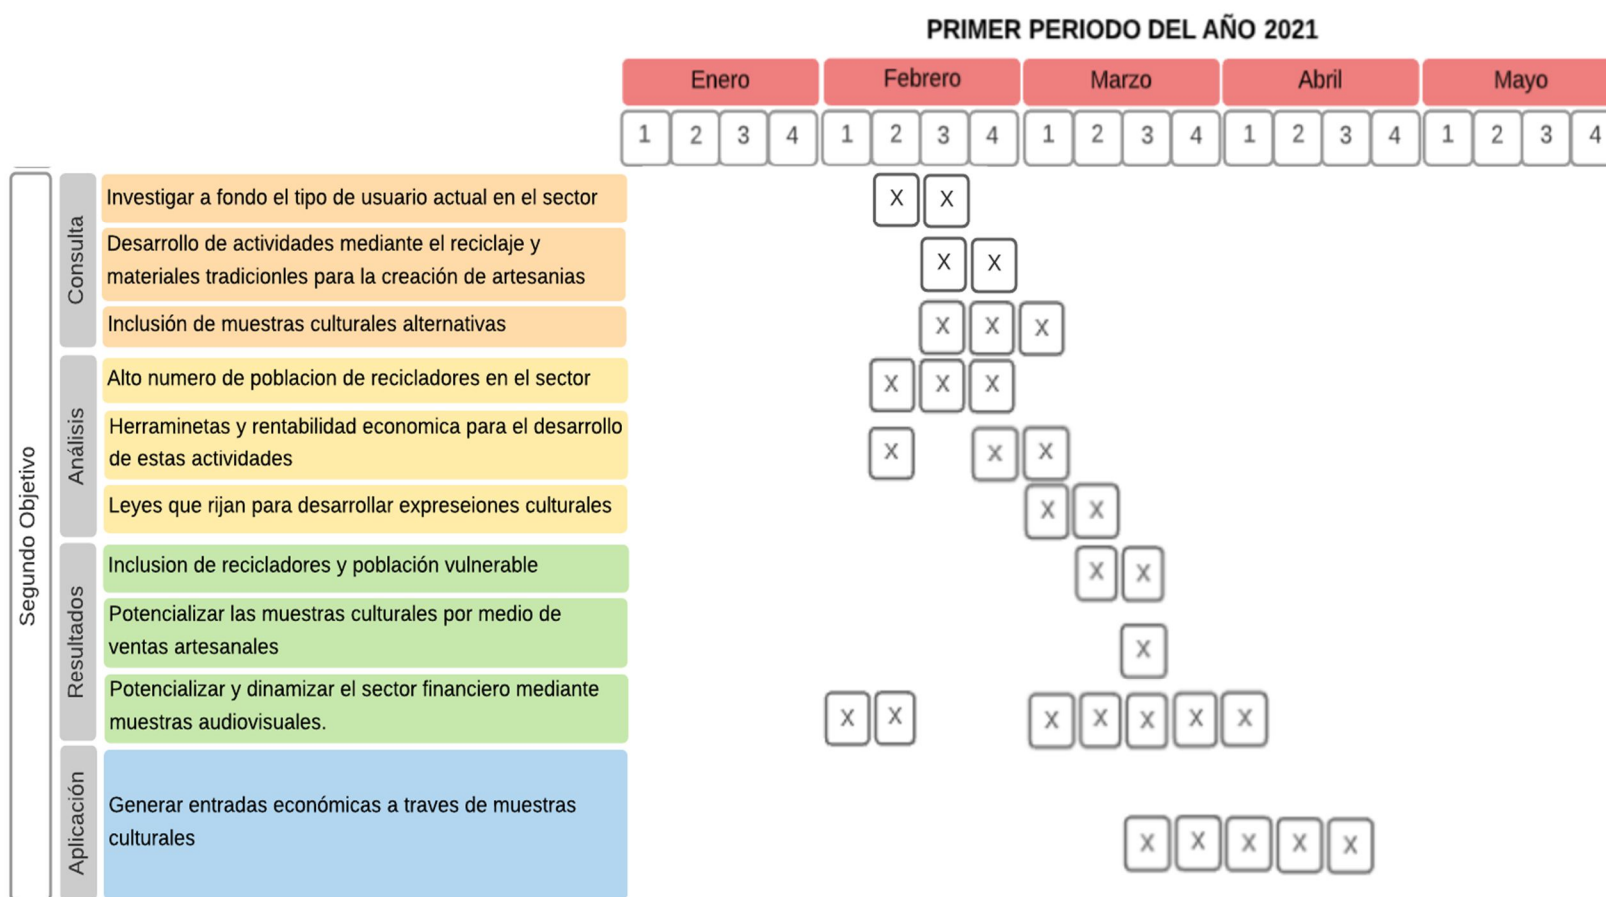 PRIMER PERIODO DEL AÑO 2021
Enero Febrero Marzo Abril Mayo
1 2 3 4 1 2 3 4 1 2 3 4 1 2 3 4 1 2 3 4
Segundo Objetivo
Consulta
Investigar a fondo el tipo de usuario actual en el sector X X
Desarrollo de actividades mediante el reciclaje y
materiales tradicionles para la creación de artesanias X X
Inclusión de muestras culturales alternativas X X X
Análisis
Alto numero de poblacion de recicladores en el sector X X X
Herraminetas y rentabilidad economica para el desarrollo
de estas actividades X X X
Leyes que rijan para desarrollar expreseiones culturales X X
Resultados
Inclusion de recicladores y población vulnerable X X
Potencializar las muestras culturales por medio de
ventas artesanales X
Potencializar y dinamizar el sector financiero mediante
muestras audiovisuales. X X X X X X X
Aplicación
Generar entradas económicas a traves de muestras
culturales X X X X X